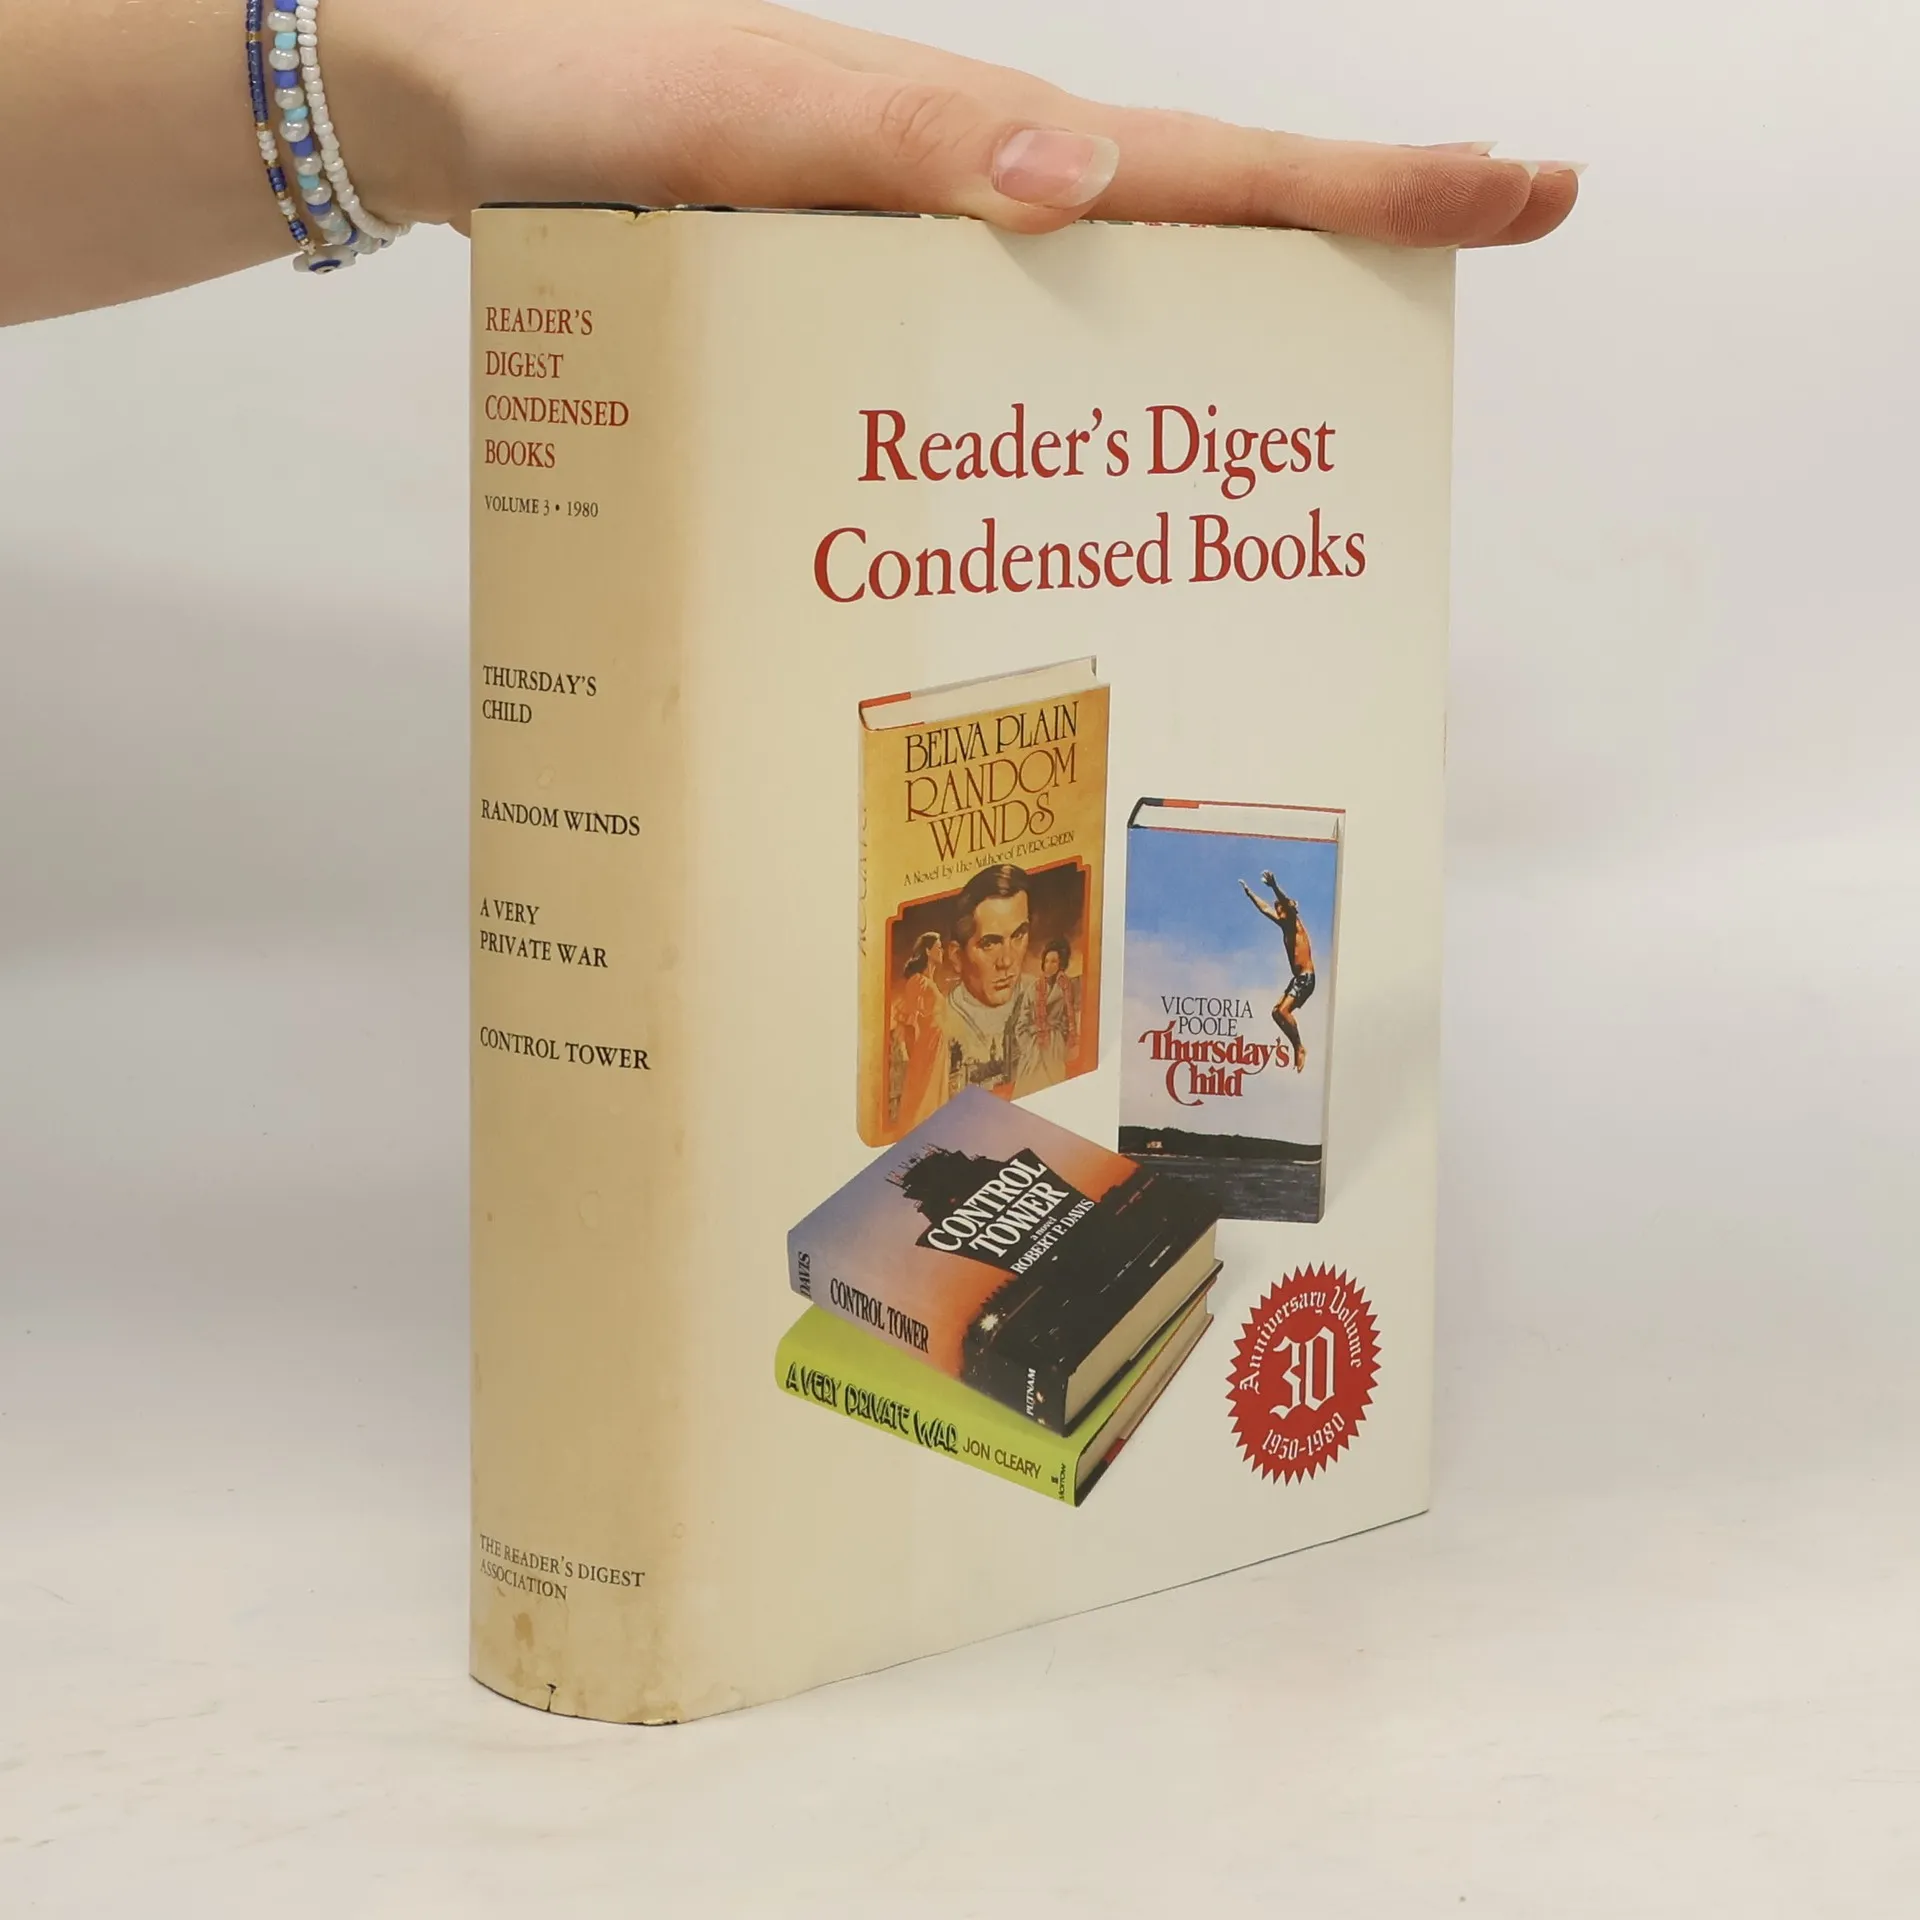 READER'S
DIGEST
CONDENSED
BOOKS
VOLUME 3 • 1980
THURSDAY'S
CHILD
RANDOM WINDS
A VERY
PRIVATE WAR
CONTROL TOWER
THE READER'S DIGEST
ASSOCIATION
Reader's Digest
Condensed Books
BELVA PLAIN
RANDOM
WINDS
A Novel by the Author of EVERGREEN
VICTORIA
POOLE
Thursday's
Child
CONTROL
TOWER
a novel
ROBERT P. DAVIS
DAVIS
CONTROL TOWER
PUTNAM
A VERY PRIVATE WAR JON CLEARY
MORROW
Anniversary Volume
30
1950-1980